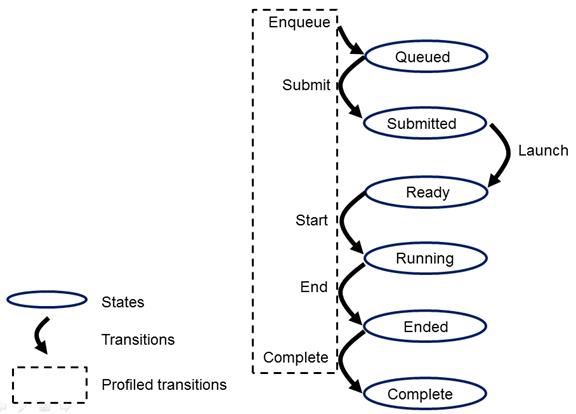 Enqueue
Queued
Submit
Submitted
Launch
Ready
Start
Running
End
Ended
Complete
Complete
States
Transitions
Profiled transitions